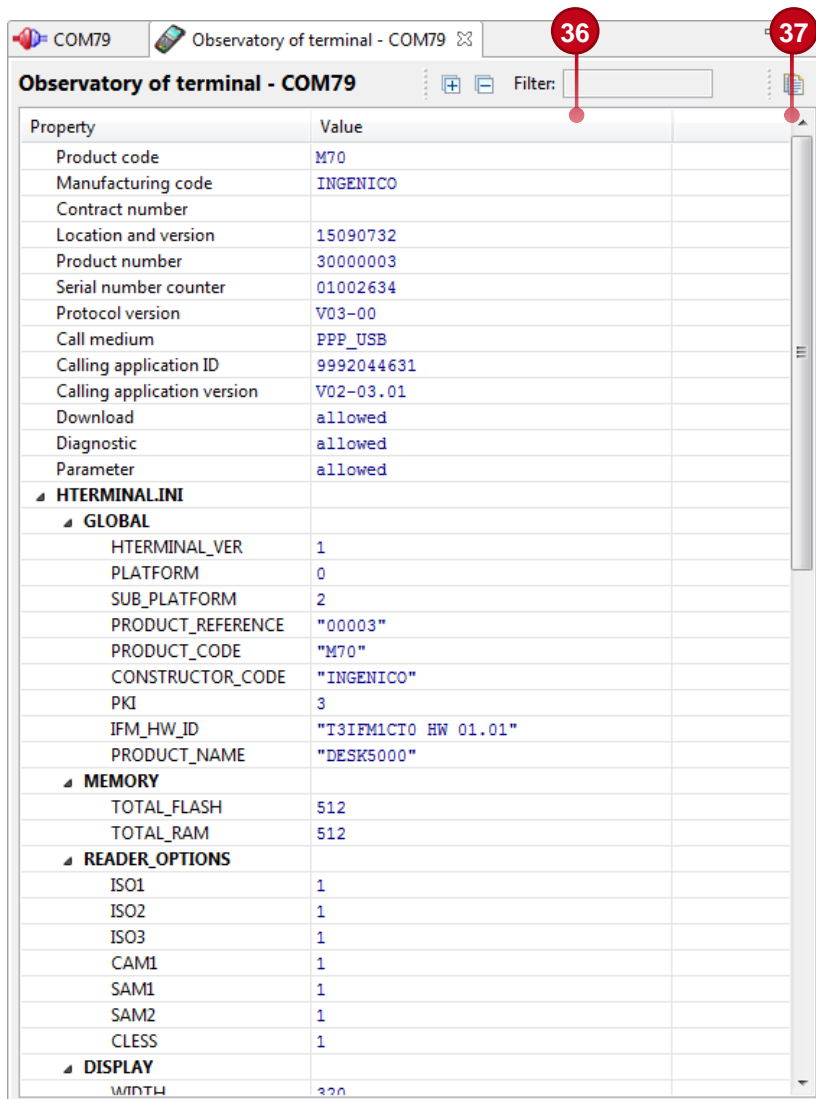 COM79 Observatory of terminal - COM79 36 37
Observatory of terminal - COM79 Filter:
Property Value
Product code M70
Manufacturing code INGENICO
Contract number
Location and version 15090732
Product number 30000003
Serial number counter 01002634
Protocol version V03-00
Call medium PPP_USB
Calling application ID 9992044631
Calling application version V02-03.01
Download allowed
Diagnostic allowed
Parameter allowed
HTERMINAL.INI
GLOBAL
HTERMINAL_VER 1
PLATFORM 0
SUB_PLATFORM 2
PRODUCT_REFERENCE "00003"
PRODUCT_CODE "M70"
CONSTRUCTOR_CODE "INGENICO"
PKI 3
IFM_HW_ID "T3IFM1CT0 HW 01.01"
PRODUCT_NAME "DESK5000"
MEMORY
TOTAL_FLASH 512
TOTAL_RAM 512
READER_OPTIONS
ISO1 1
ISO2 1
ISO3 1
CAM1 1
SAM1 1
SAM2 1
CLESS 1
DISPLAY
WIDTH 320